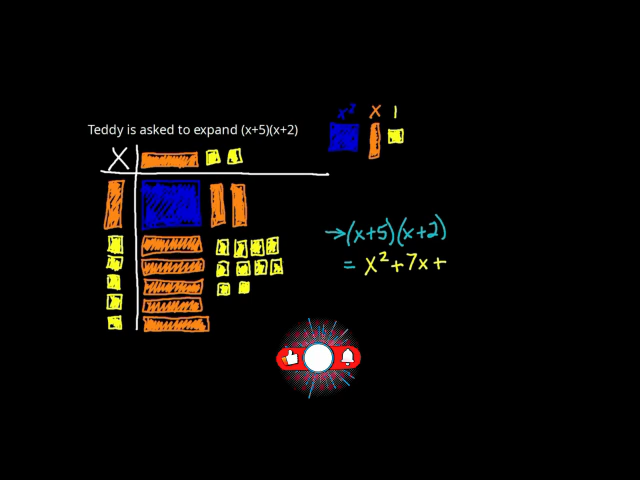 x² x 1
Teddy is asked to expand (x+5)(x+2)
X
→(x+5)(x+2)
= x²+7x+